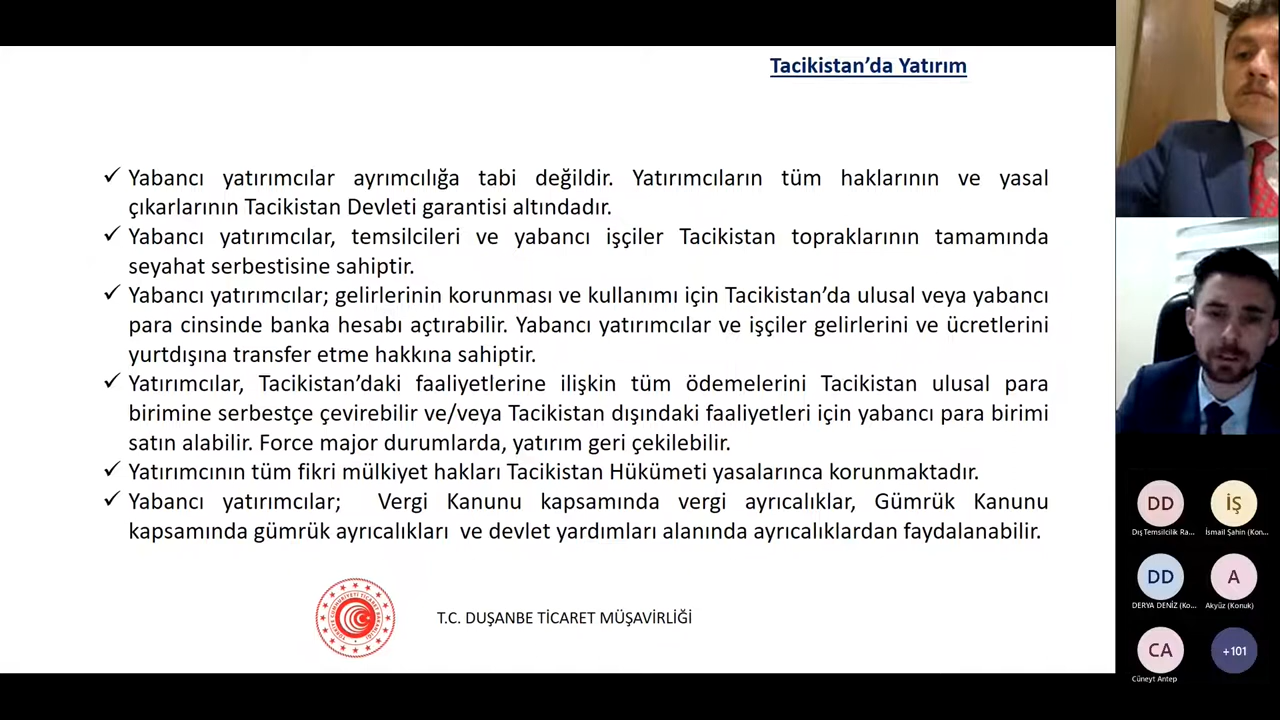 Tacikistan’da Yatırım
✓ Yabancı yatırımcılar ayrımcılığa tabi değildir. Yatırımcıların tüm haklarının ve yasal
çıkarlarının Tacikistan Devleti garantisi altındadır.
✓ Yabancı yatırımcılar, temsilcileri ve yabancı işçiler Tacikistan topraklarının tamamında
seyahat serbestisine sahiptir.
✓ Yabancı yatırımcılar; gelirlerinin korunması ve kullanımı için Tacikistan’da ulusal veya yabancı
para cinsinde banka hesabı açtırabilir. Yabancı yatırımcılar ve işçiler gelirlerini ve ücretlerini
yurtdışına transfer etme hakkına sahiptir.
✓ Yatırımcılar, Tacikistan’daki faaliyetlerine ilişkin tüm ödemelerini Tacikistan ulusal para
birimine serbestçe çevirebilir ve/veya Tacikistan dışındaki faaliyetleri için yabancı para birimi
satın alabilir. Force major durumlarda, yatırım geri çekilebilir.
✓ Yatırımcının tüm fikri mülkiyet hakları Tacikistan Hükümeti yasalarınca korunmaktadır.
✓ Yabancı yatırımcılar; Vergi Kanunu kapsamında vergi ayrıcalıklar, Gümrük Kanunu
kapsamında gümrük ayrıcalıkları ve devlet yardımları alanında ayrıcalıklardan faydalanabilir.
T.C. DUŞANBE TİCARET MÜŞAVİRLİĞİ
DD
İŞ
Dış Temsilcilik Ra...
İsmail Şahin (Kon...
DD
A
DERYA DENİZ (Ko...
Akyüz (Konuk)
CA
+101
Cüneyt Antep